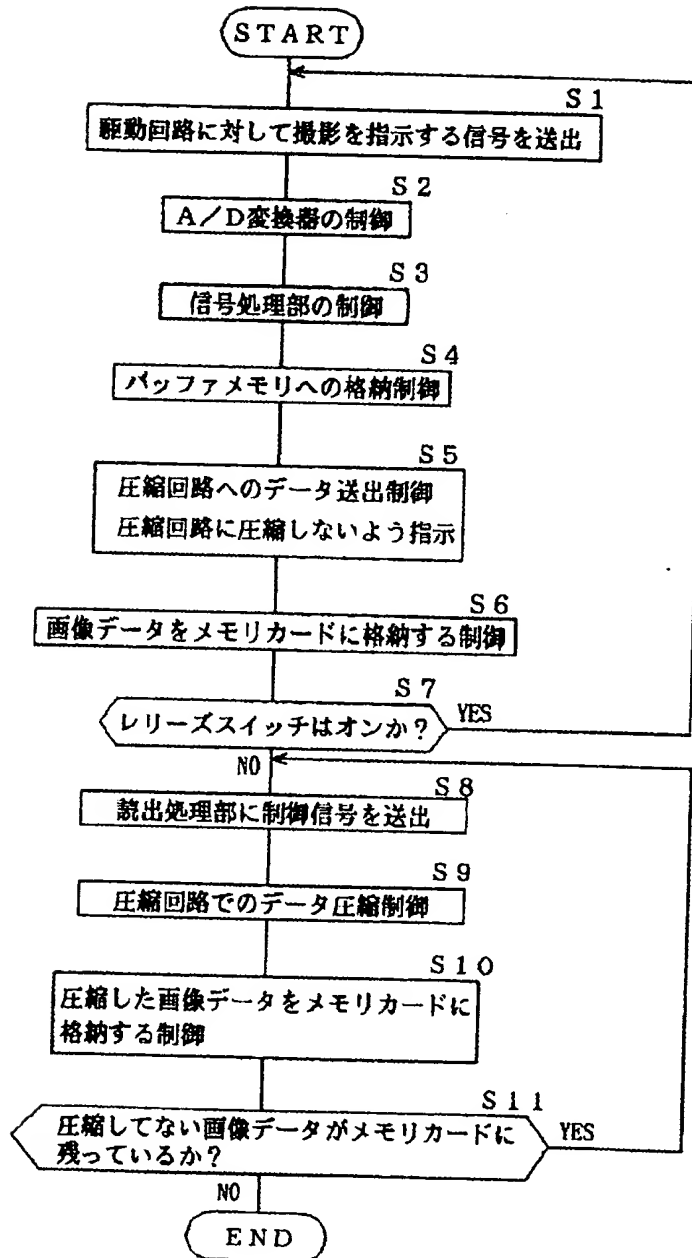 START
S1
駆動回路に対して撮影を指示する信号を送出
S2
A/D変換器の制御
S3
信号処理部の制御
S4
バッファメモリへの格納制御
S5
圧縮回路へのデータ送出制御
圧縮回路に圧縮しないよう指示
S6
画像データをメモリカードに格納する制御
S7
レリーズスイッチはオンか?
YES
NO
S8
読出処理部に制御信号を送出
S9
圧縮回路でのデータ圧縮制御
S10
圧縮した画像データをメモリカードに
格納する制御
S11
圧縮してない画像データがメモリカードに
残っているか?
YES
NO
END